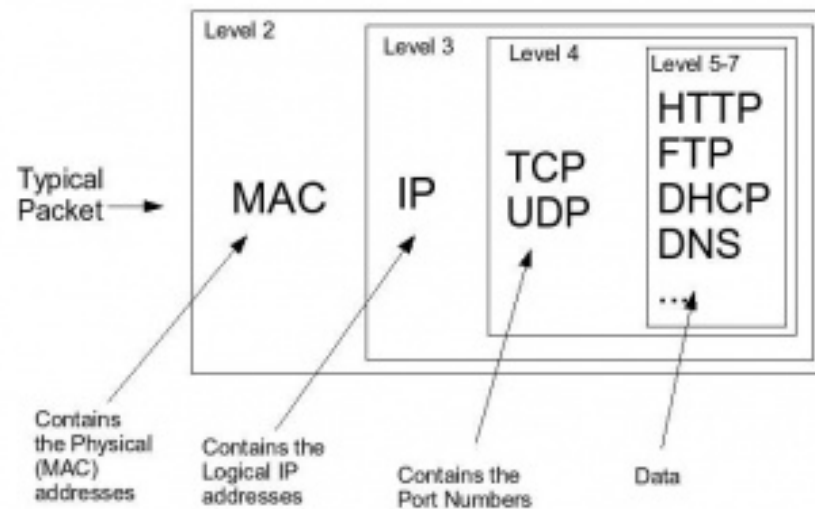 Level 2
Level 3
Level 4
Level 5-7
HTTP
FTP
DHCP
DNS
...
TCP
UDP
IP
MAC
Typical
Packet
Contains
the Physical
(MAC)
addresses
Contains the
Logical IP
addresses
Contains the
Port Numbers
Data